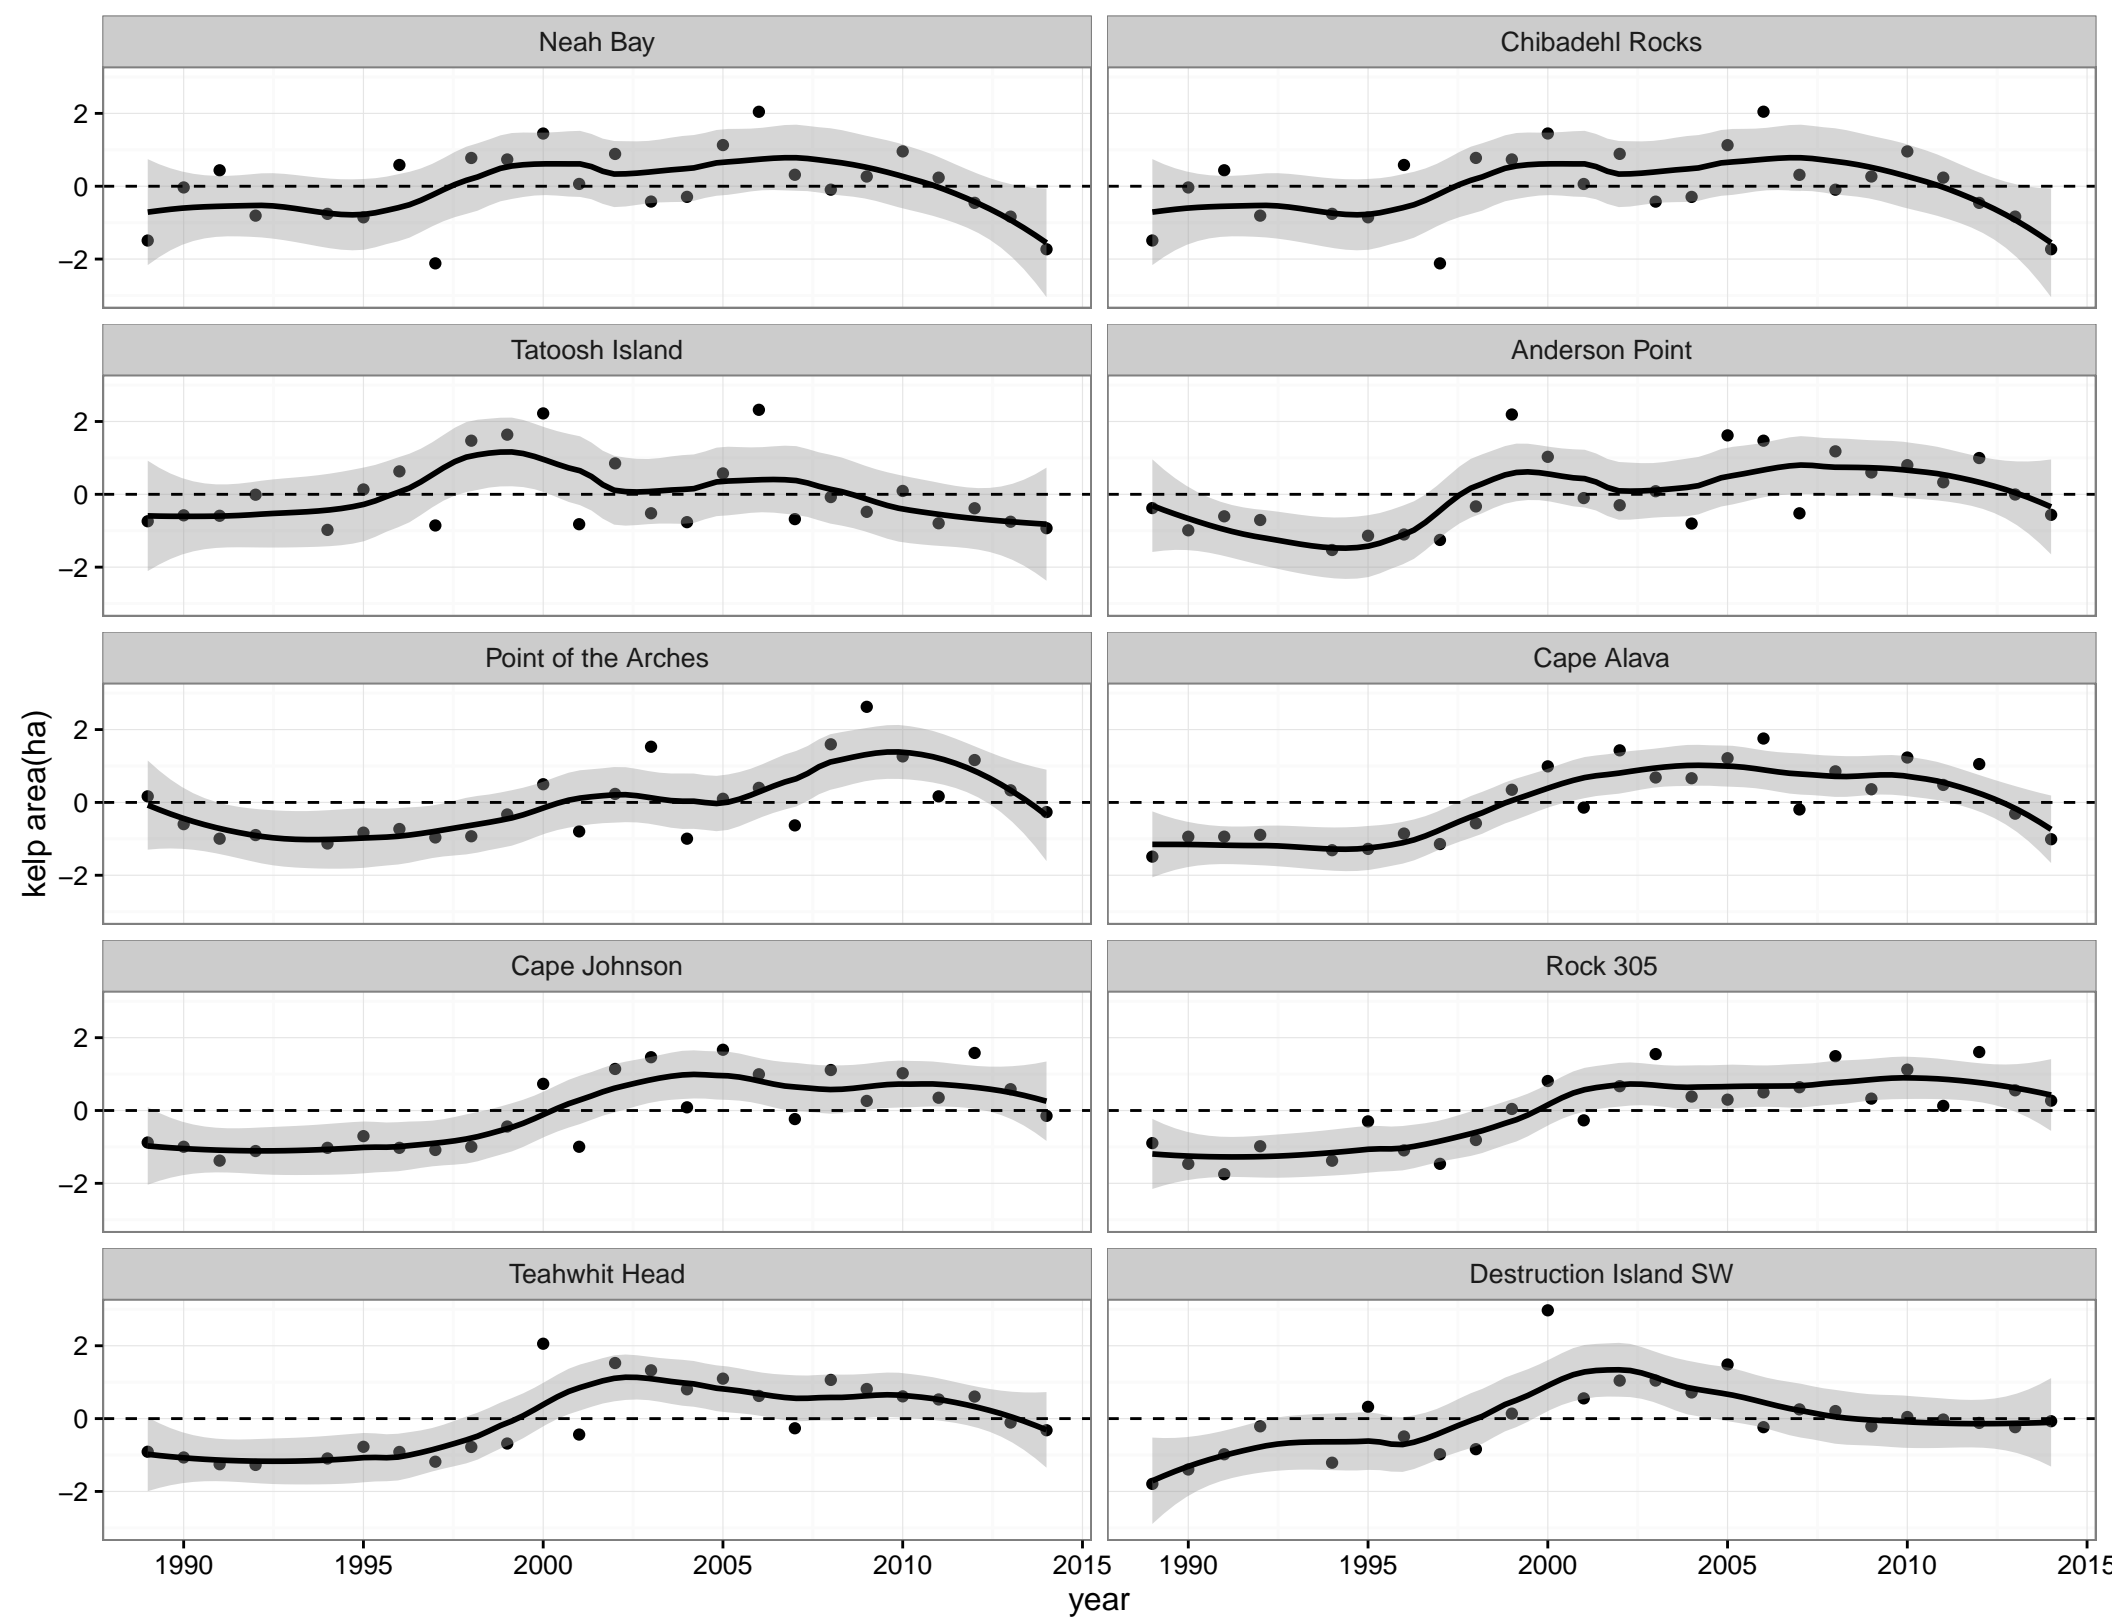 Neah Bay
Chibadehl Rocks
2
0
–2
Tatoosh Island
Anderson Point
2
0
–2
Point of the Arches
Cape Alava
2
0
–2
kelp area(ha)
Cape Johnson
Rock 305
2
0
–2
Teahwhit Head
Destruction Island SW
2
0
–2
1990 1995 2000 2005 2010 2015
1990 1995 2000 2005 2010 2015
year